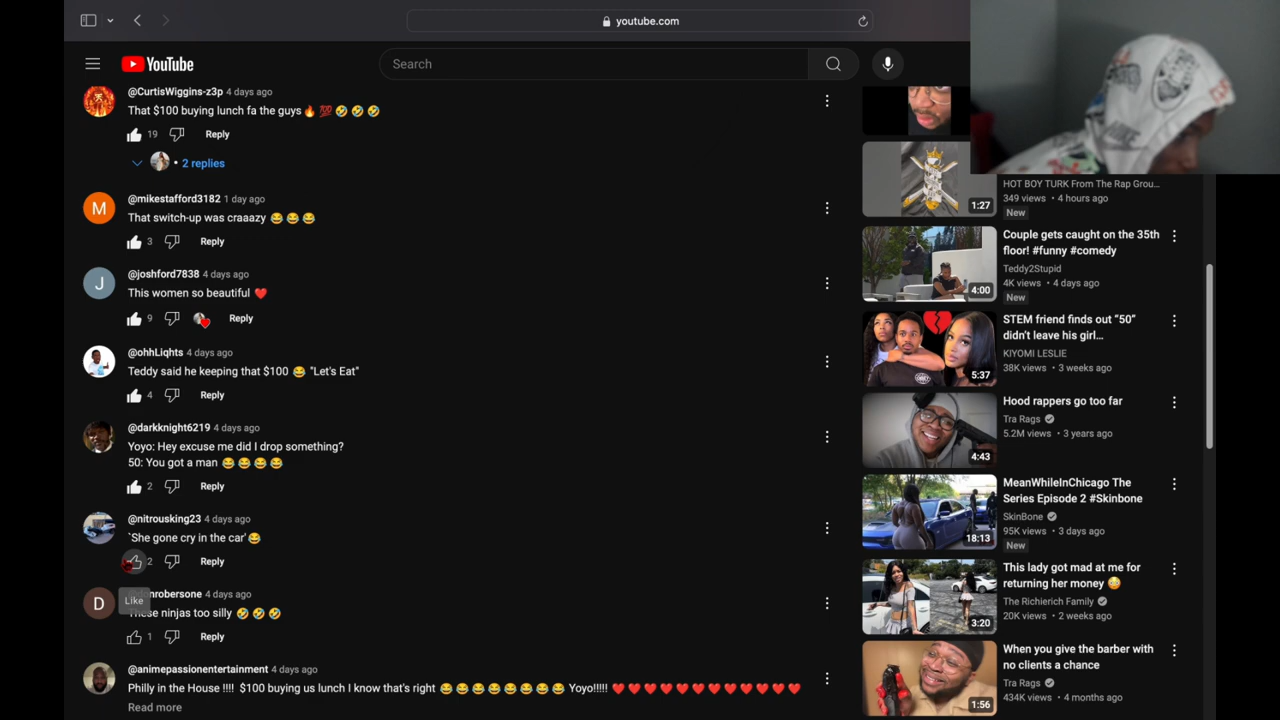 youtube.com
YouTube
Search
@CurtisWiggins-z3p 4 days ago
That $100 buying lunch fa the guys🔥 💯 🤣 🤣 🤣
19 Reply
• 2 replies
@mikestafford3182 1 day ago
That switch-up was craaazy 😂 😂 😂
3 Reply
@joshford7838 4 days ago
This women so beautiful ❤️
9 Reply
@ohhLiqhts 4 days ago
Teddy said he keeping that $100 😂 "Let's Eat"
4 Reply
@darkknight6219 4 days ago
Yoyo: Hey excuse me did I drop something?
50: You got a man 😂 😂 😂 😂
2 Reply
@nitrousking23 4 days ago
`She gone cry in the car'😂
2 Reply
Like
nrobersone 4 days ago
ninjas too silly 🤣 🤣 🤣
1 Reply
@animepassionentertainment 4 days ago
Philly in the House !!!! $100 buying us lunch I know that's right 😂 😂 😂 😂 😂 😂 😂 😂 Yoyo!!!!! ❤️ ❤️ ❤️ ❤️ ❤️ ❤️ ❤️ ❤️ ❤️ ❤️ ❤️ ❤️
Read more
1:27
HOT BOY TURK From The Rap Grou...
349 views • 4 hours ago
New
4:00
Couple gets caught on the 35th
floor! #funny #comedy
Teddy2Stupid
4K views • 4 days ago
New
5:37
STEM friend finds out “50”
didn’t leave his girl...
KIYOMI LESLIE
38K views • 3 weeks ago
4:43
Hood rappers go too far
Tra Rags
5.2M views • 3 years ago
18:13
MeanWhileInChicago The
Series Episode 2 #Skinbone
SkinBone
95K views • 3 days ago
New
3:20
This lady got mad at me for
returning her money 😳
The Richierich Family
20K views • 2 weeks ago
1:56
When you give the barber with
no clients a chance
Tra Rags
434K views • 4 months ago
M
J
D